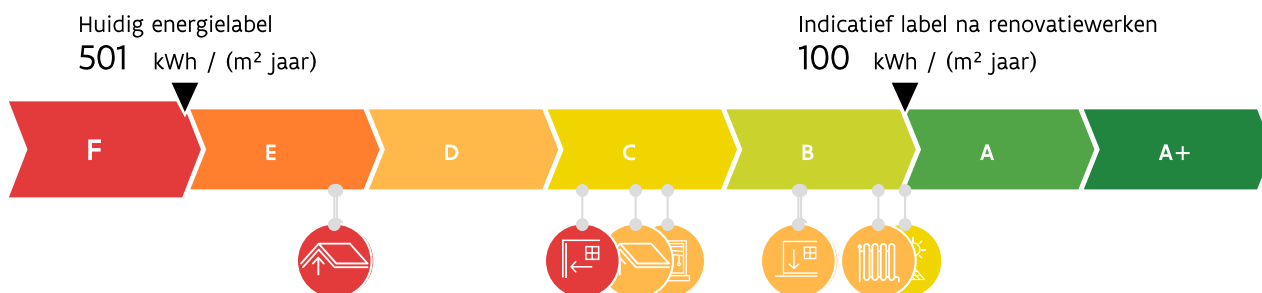 Huidig energielabel
501 kWh / (m² jaar)
Indicatief label na renovatiewerken
100 kWh / (m² jaar)
F E D C B A A+